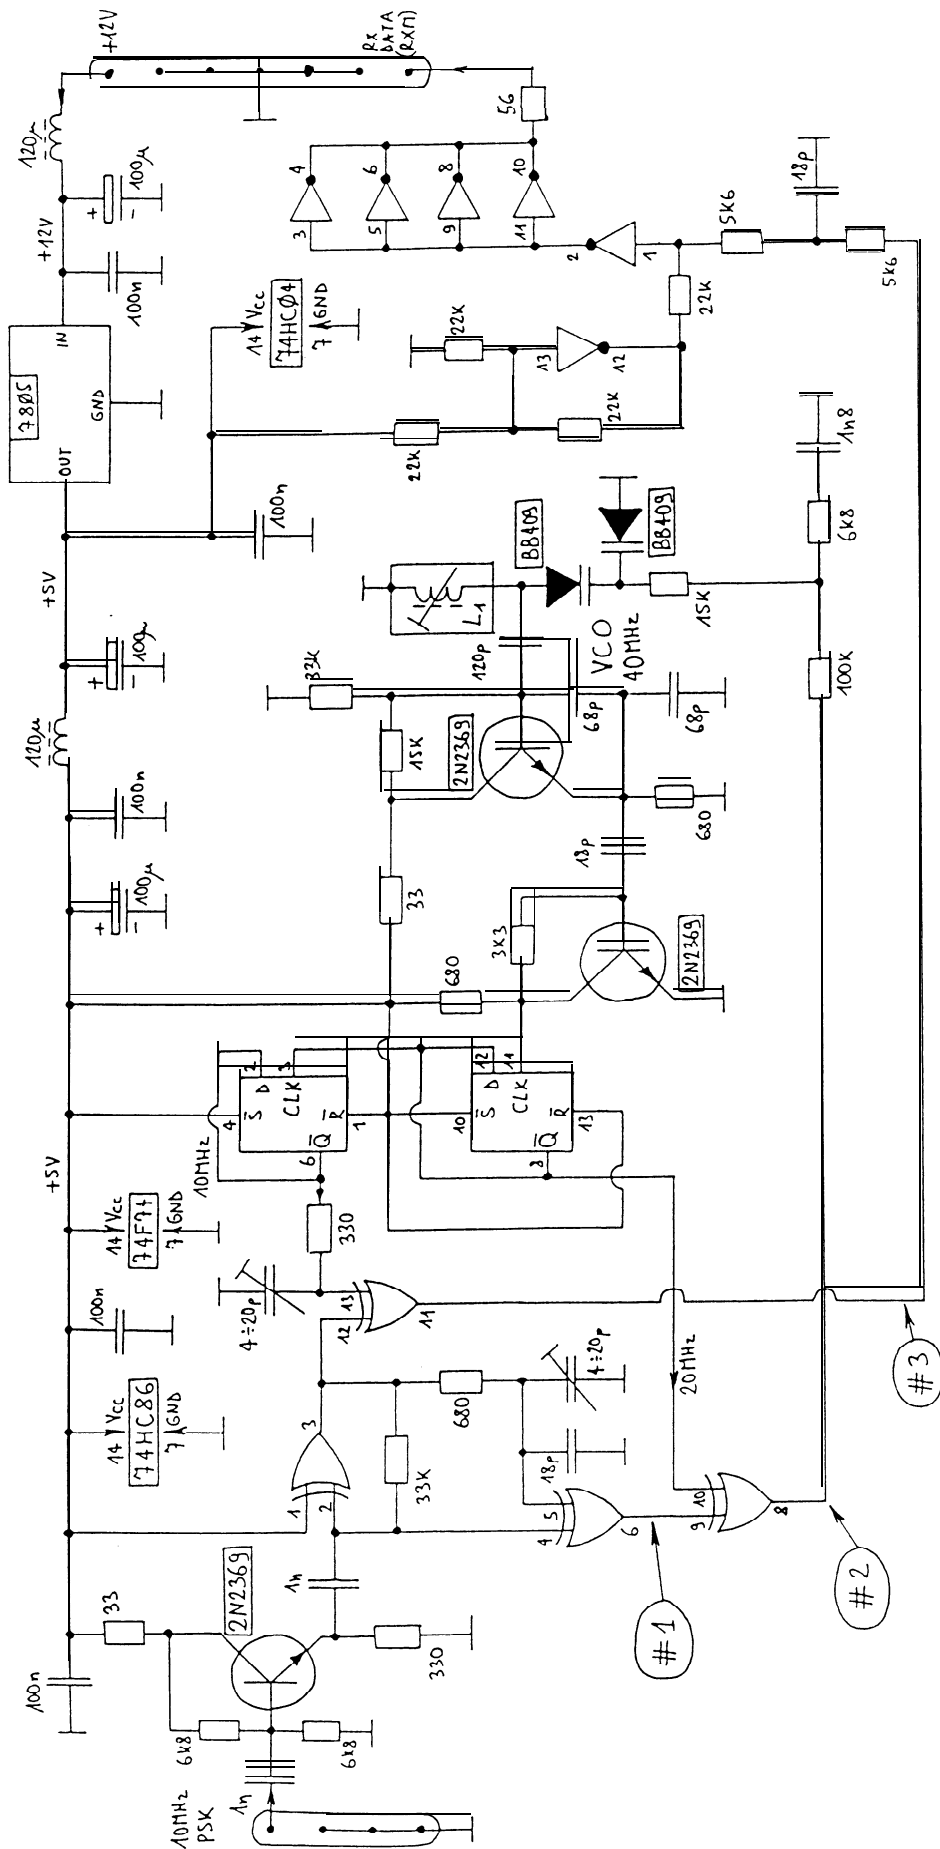 100n
33
14 Vcc
74HC86
7 GND
100n
14 Vcc
74F74
7 GND
+5V
100µ
+
-
100n
120µ
100µ
+
-
+5V
100n
OUT
7805
IN
GND
+12V
100n
120µ
100µ
+
-
+12V
10MHz
PSK
1n
6k8
6k8
2N2369
330
1n
1
2
3
33K
680
4÷20p
12
13
11
330
10MHz
4
S
2
D
3
CLK
6
Q
R
1
10
S
12
D
11
CLK
8
Q
R
13
680
33
3K3
2N2369
15K
33K
2N2369
18p
680
68p
68p
120p
L1
BB409
BB409
VCO
40MHz
15K
22K
22K
22K
13
12
22K
14 Vcc
74HC04
7 GND
1
2
3
4
5
6
9
8
11
10
56
RX
DATA
(RXM)
5K6
18p
5K6
4
5
6
18p
4÷20p
#1
9
10
8
20MHz
#2
#3
100K
6K8
1n8